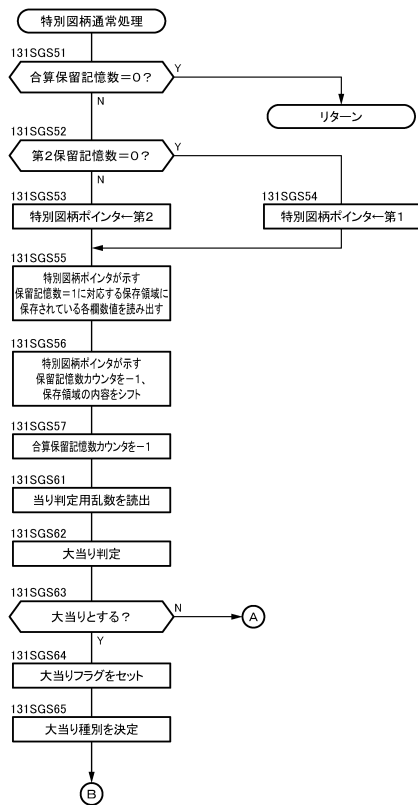 特別図柄通常処理
131SGS51
合算保留記憶数＝0？
Y
N
リターン
131SGS52
第2保留記憶数＝0？
Y
N
131SGS53
特別図柄ポインタ←第2
131SGS54
特別図柄ポインタ←第1
131SGS55
特別図柄ポインタが示す
保留記憶数＝1に対応する保存領域に
保存されている各欄数値を読み出す
131SGS56
特別図柄ポインタが示す
保留記憶数カウンタを−1、
保存領域の内容をシフト
131SGS57
合算保留記憶数カウンタを−1
131SGS61
当り判定用乱数を読出
131SGS62
大当り判定
131SGS63
大当りとする？
N
A
Y
131SGS64
大当りフラグをセット
131SGS65
大当り種別を決定
B